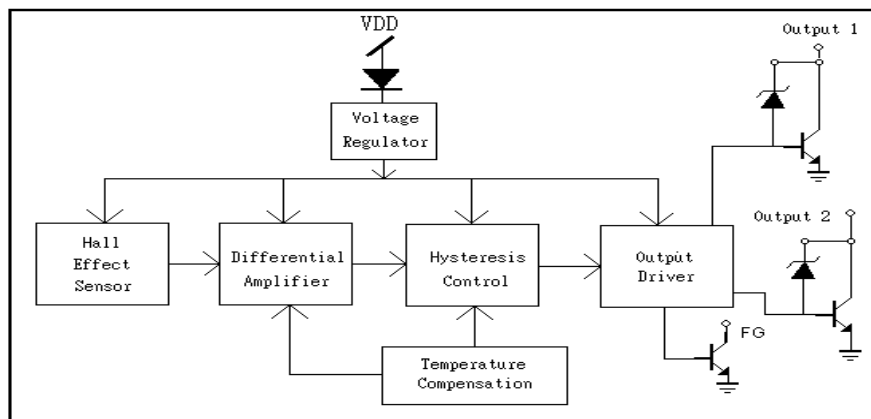 VDD
Output 1
Voltage
Regulator
Output 2
Hall
Effect
Sensor
Differential
Amplifier
Hysteresis
Control
Output
Driver
FG
Temperature
Compensation